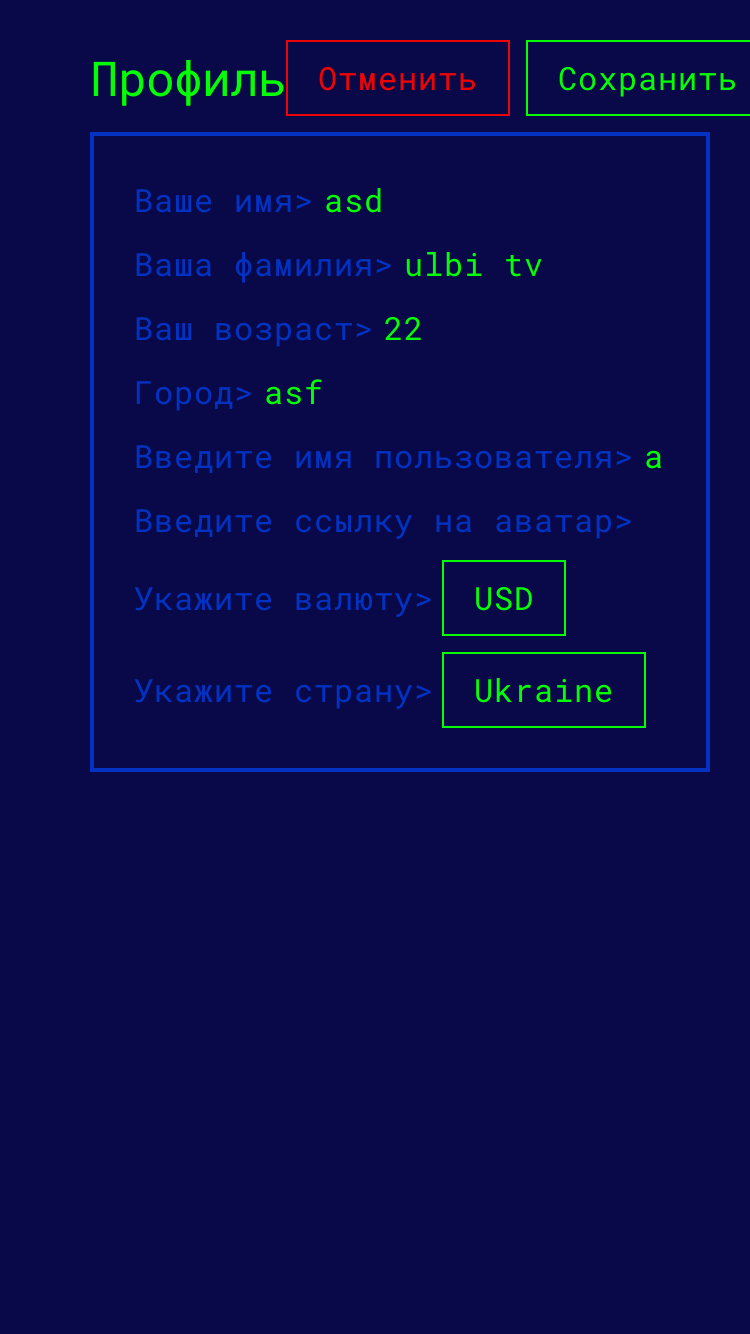 Профиль Отменить Сохранить
Ваше имя> asd
Ваша фамилия> ulbi tv
Ваш возраст> 22
Город> asf
Введите имя пользователя> a
Введите ссылку на аватар>
Укажите валюту> USD
Укажите страну> Ukraine